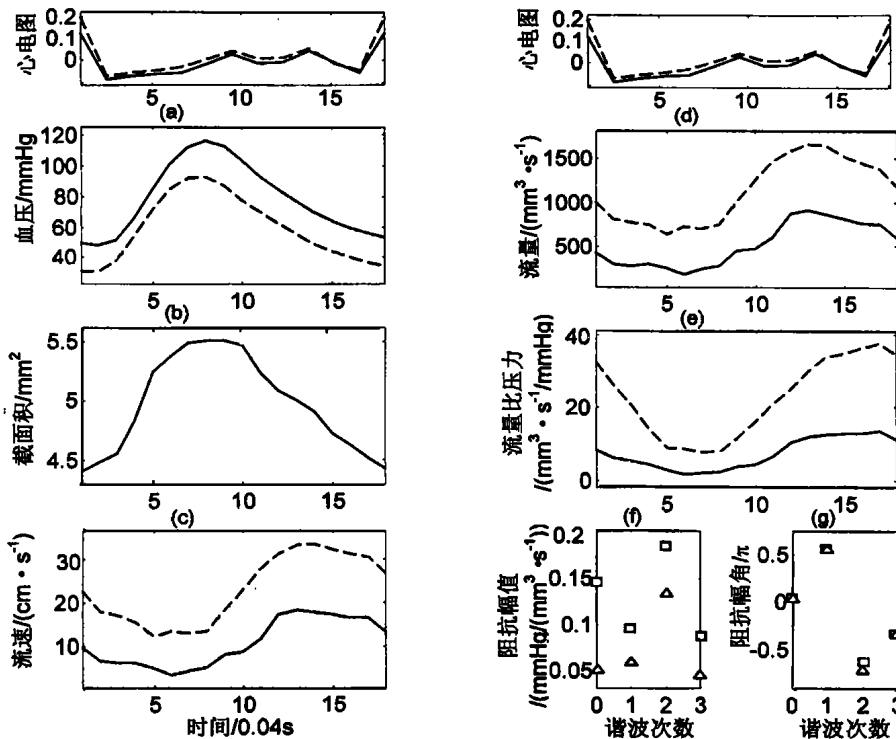 心电图
0.2
0.1
0
5 10 15
(a)
血压/mmHg
120
100
80
60
40
5 10 15
(b)
截面积/mm²
5.5
5
4.5
5 10 15
(c)
流速/(cm·s⁻¹)
30
20
10
5 10 15
时间/0.04s
心电图
0.2
0.1
0
5 10 15
(d)
流量/(mm³·s⁻¹)
1500
1000
500
5 10 15
(e)
流量比压力
/(mm³·s⁻¹/mmHg)
40
20
0
5 10 15
(f)
阻抗幅值
/(mmHg/(mm³·s⁻¹))
0.2
0.15
0.1
0.05
0 1 2 3
谐波次数
(g)
阻抗幅角/π
0.5
0
-0.5
0 1 2 3
谐波次数